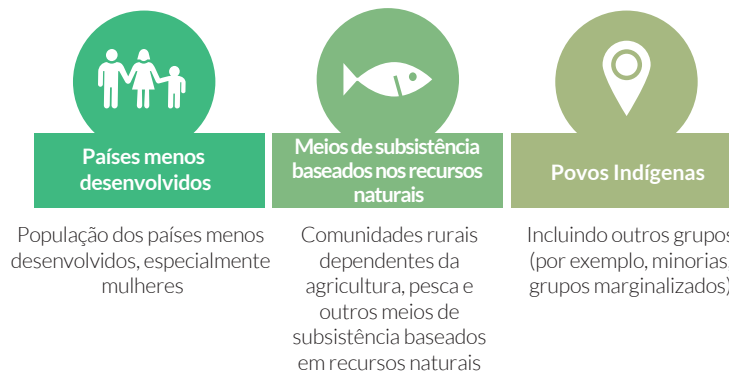 Países menos
desenvolvidos
População dos países menos
desenvolvidos, especialmente
mulheres
Meios de subsistência
baseados nos recursos
naturais
Comunidades rurais
dependentes da
agricultura, pesca e
outros meios de
subsistência baseados
em recursos naturais
Povos Indígenas
Incluindo outros grupos
(por exemplo, minorias,
grupos marginalizados)